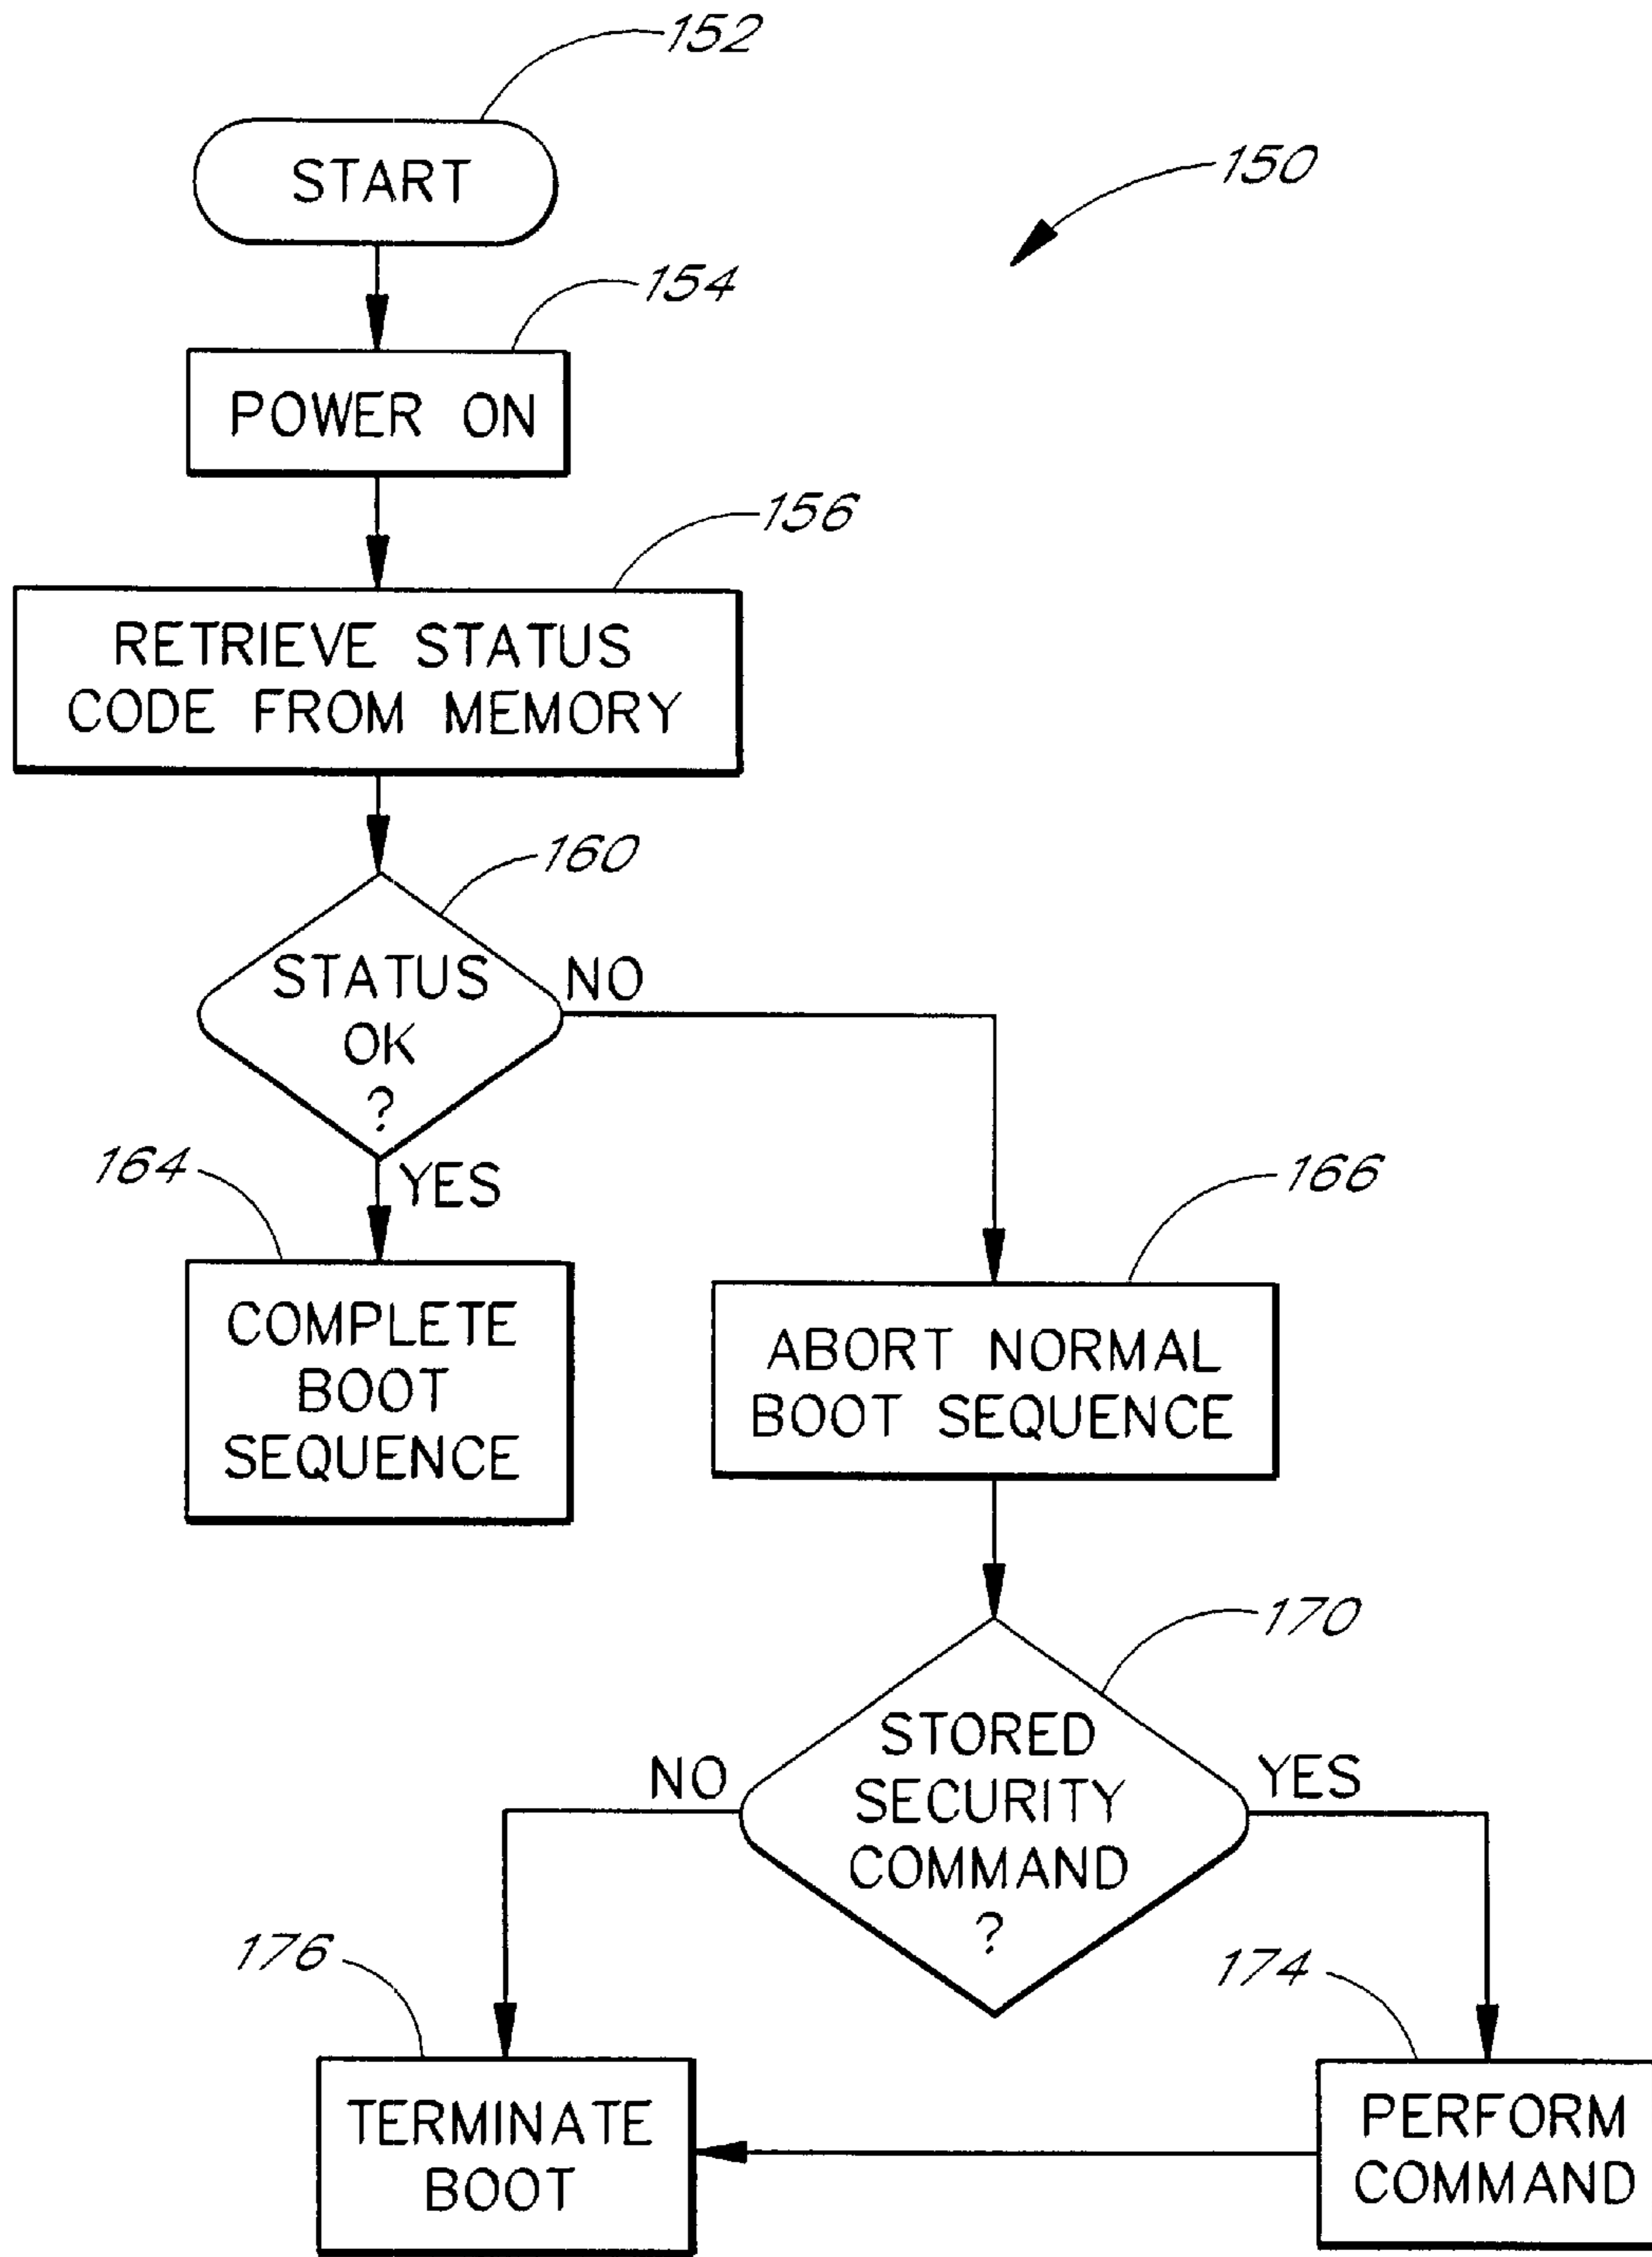 152
START
150
154
POWER ON
156
RETRIEVE STATUS
CODE FROM MEMORY
160
STATUS
OK
?
NO
164
YES
166
COMPLETE
BOOT
SEQUENCE
ABORT NORMAL
BOOT SEQUENCE
170
STORED
SECURITY
COMMAND
?
NO
YES
176
174
TERMINATE
BOOT
PERFORM
COMMAND